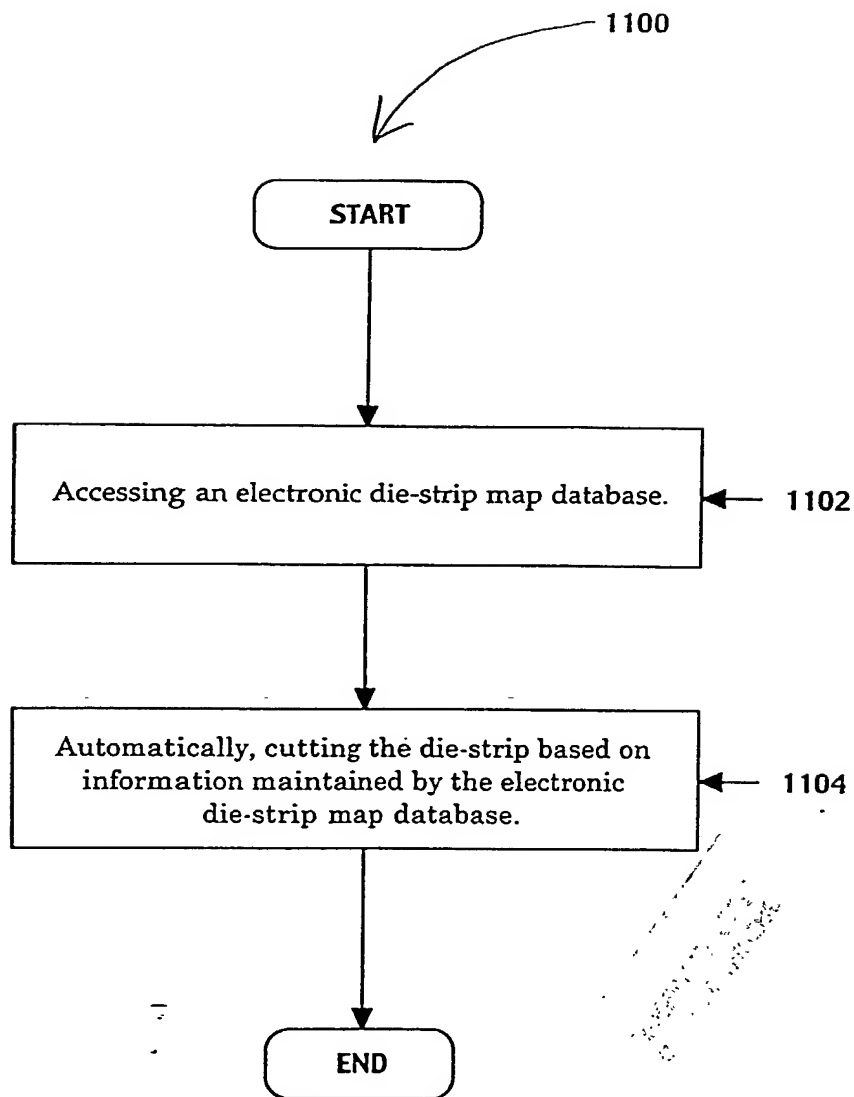 1100
START
Accessing an electronic die-strip map database.
1102
Automatically, cutting the die-strip based on
information maintained by the electronic
die-strip map database.
1104
END